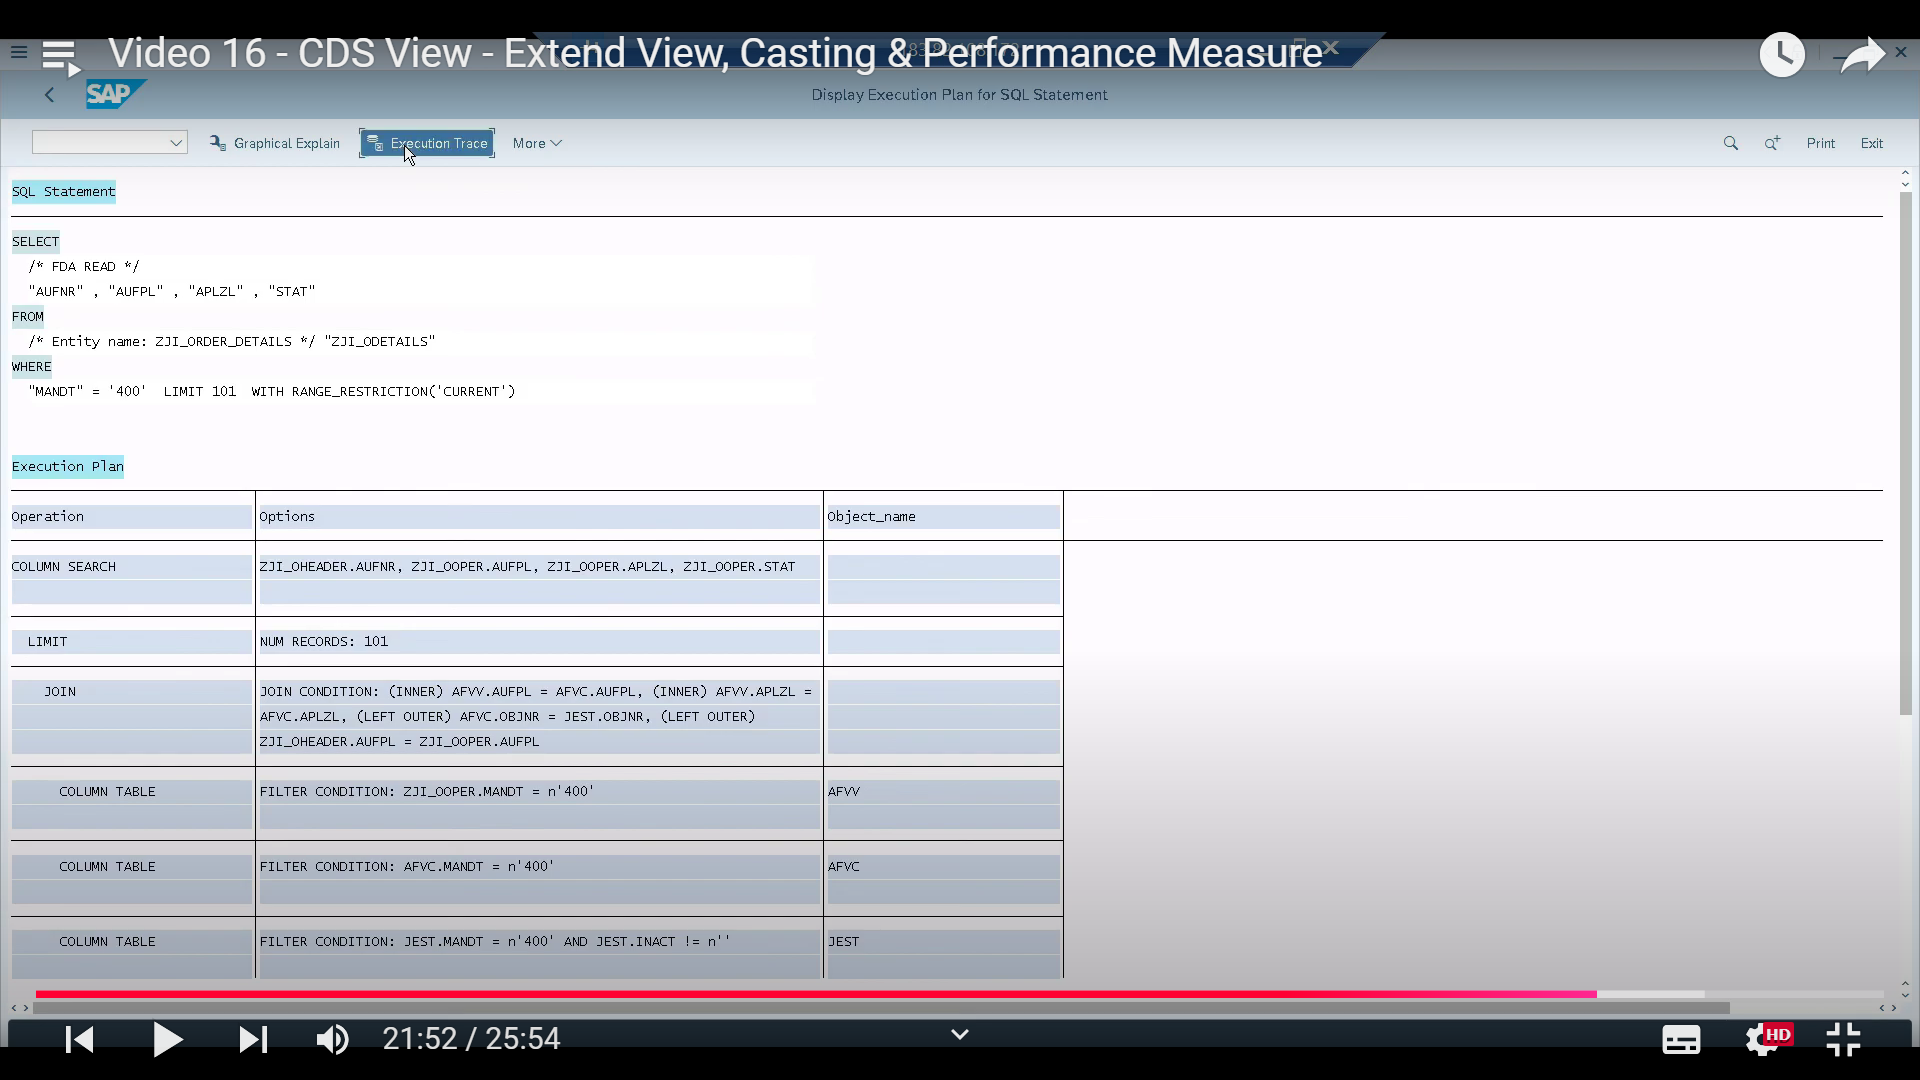 Video 16 - CDS View - Extend View, Casting & Performance Measure
SAP
Display Execution Plan for SQL Statement
Graphical Explain
Execution Trace
More
Print
Exit
SQL Statement
SELECT
/* FDA READ */
"AUFNR" , "AUFPL" , "APLZL" , "STAT"
FROM
/* Entity name: ZJI_ORDER_DETAILS */ "ZJI_ODETAILS"
WHERE
"MANDT" = '400' LIMIT 101 WITH RANGE_RESTRICTION('CURRENT')
Execution Plan
Operation Options Object_name
COLUMN SEARCH ZJI_OHEADER.AUFNR, ZJI_OOPER.AUFPL, ZJI_OOPER.APLZL, ZJI_OOPER.STAT
LIMIT NUM RECORDS: 101
JOIN JOIN CONDITION: (INNER) AFVV.AUFPL = AFVC.AUFPL, (INNER) AFVV.APLZL =
AFVC.APLZL, (LEFT OUTER) AFVC.OBJNR = JEST.OBJNR, (LEFT OUTER)
ZJI_OHEADER.AUFPL = ZJI_OOPER.AUFPL
COLUMN TABLE FILTER CONDITION: ZJI_OOPER.MANDT = n'400' AFVV
COLUMN TABLE FILTER CONDITION: AFVC.MANDT = n'400' AFVC
COLUMN TABLE FILTER CONDITION: JEST.MANDT = n'400' AND JEST.INACT != n'' JEST
21:52 / 25:54
HD